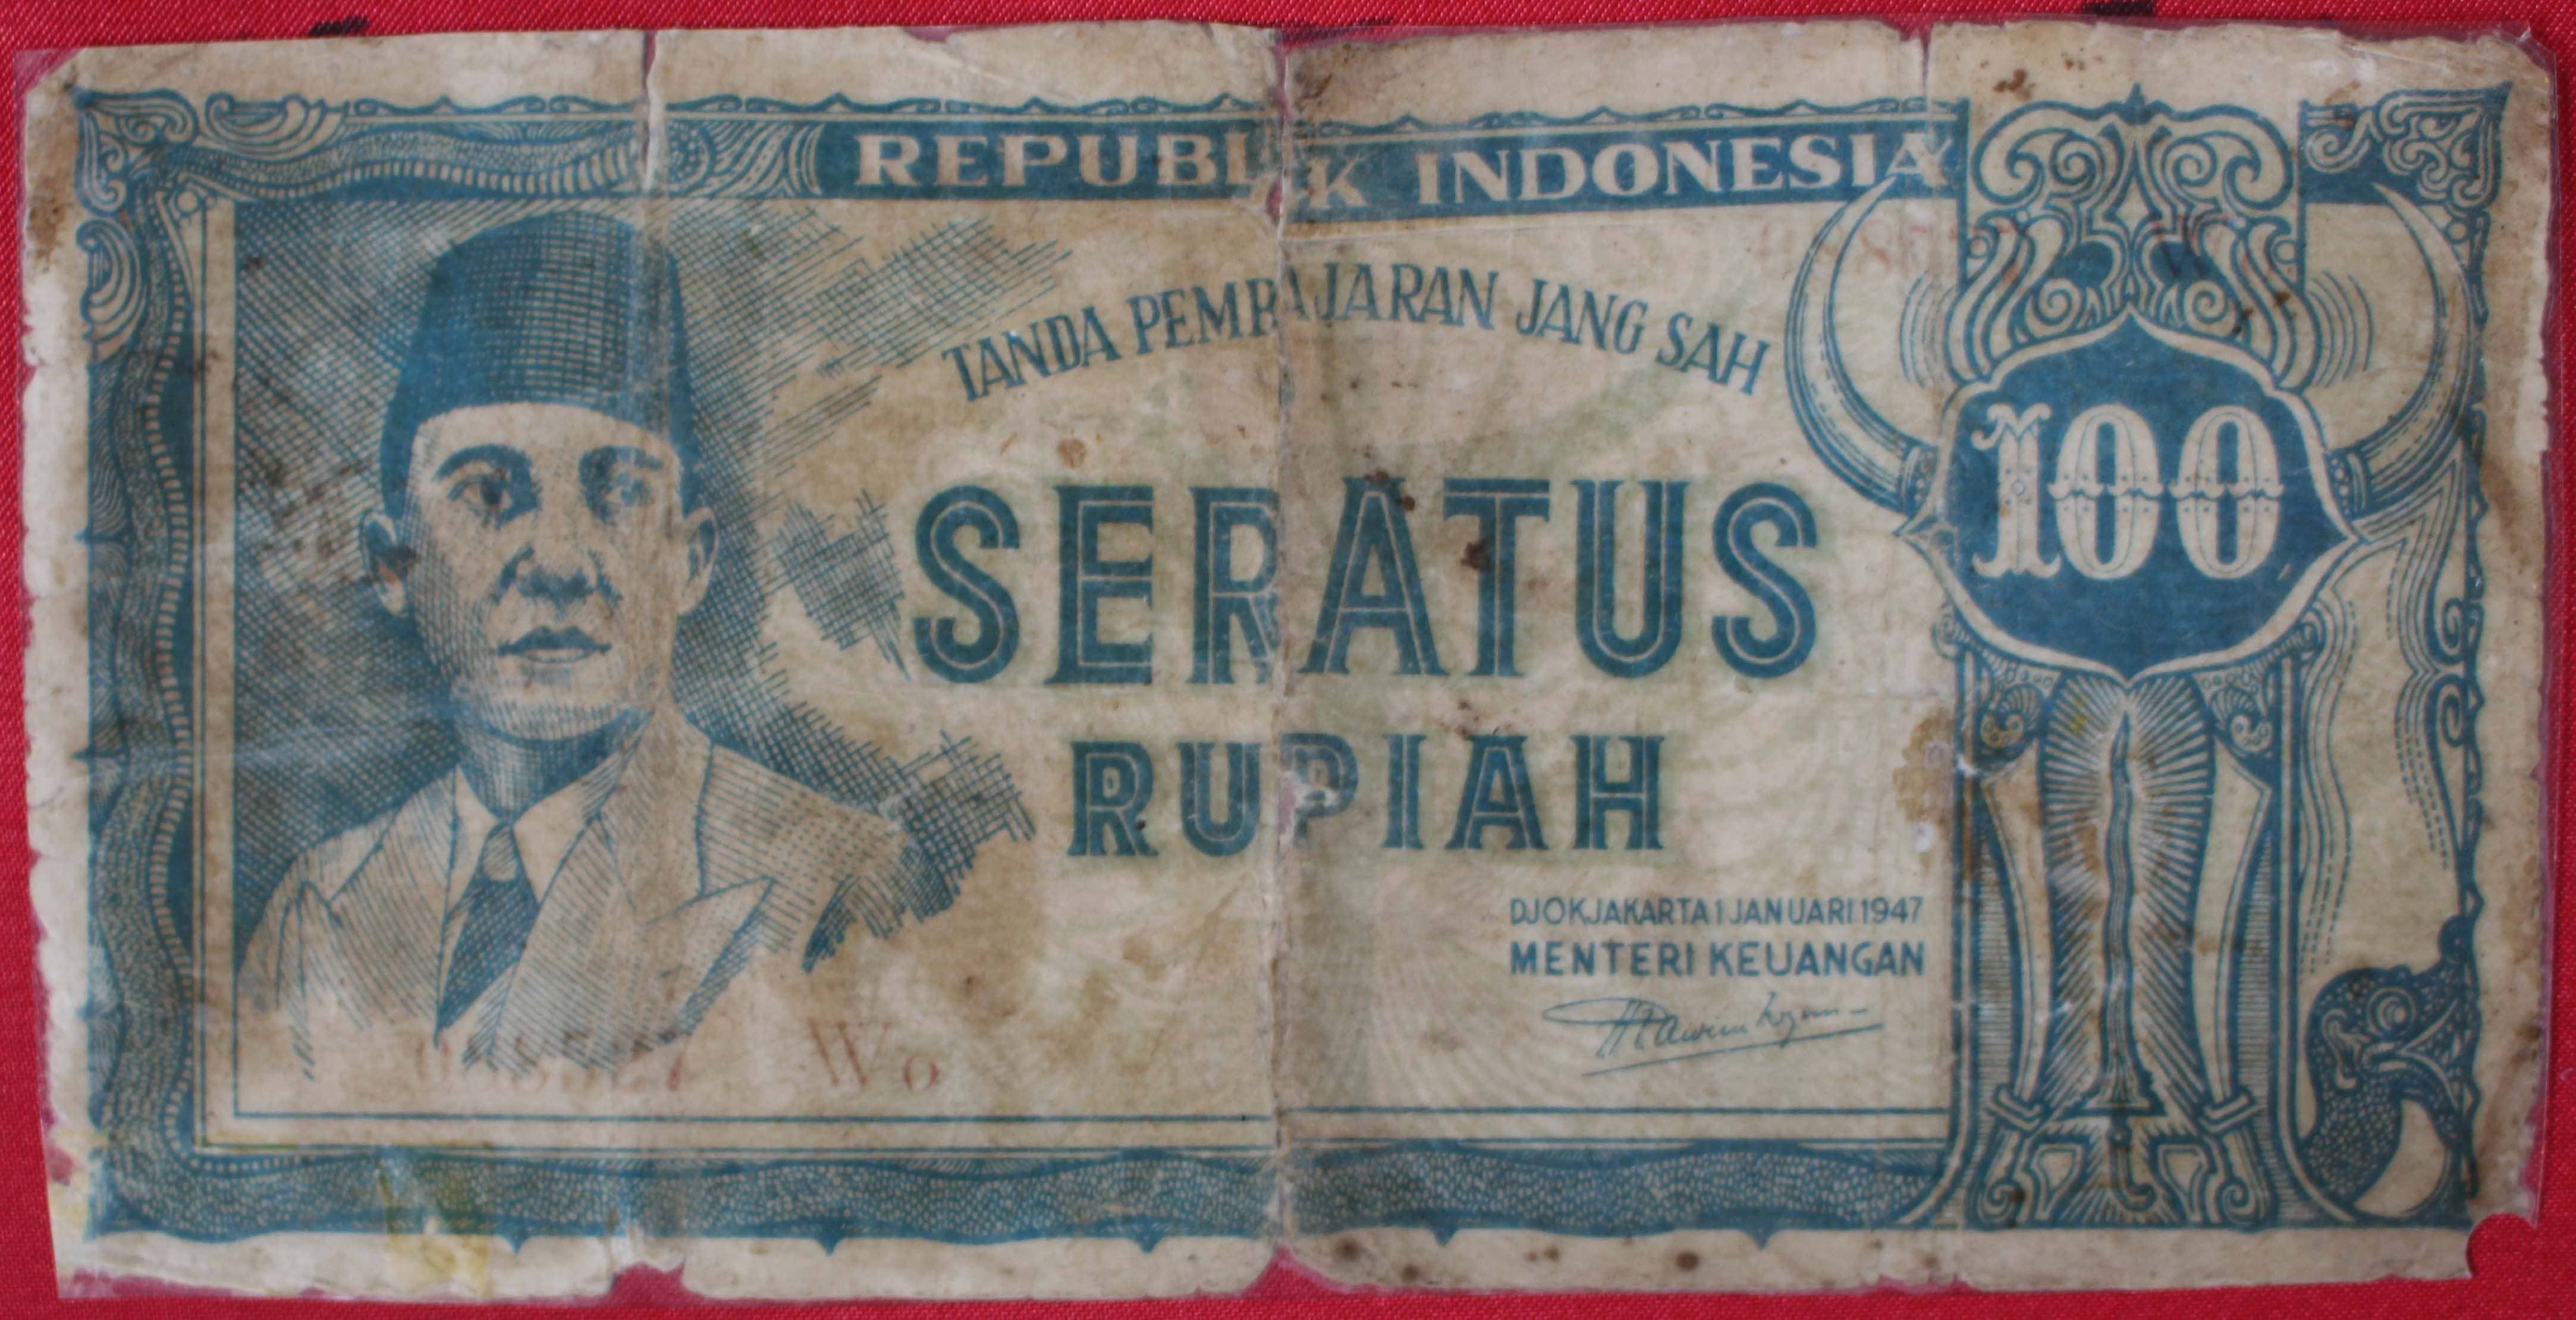 REPUBLIK INDONESIA
TANDA PEMBAJARAN JANG SAH
100
SERATUS
RUPIAH
DJOKJAKARTA 1 JANUARI 1947
MENTERI KEUANGAN